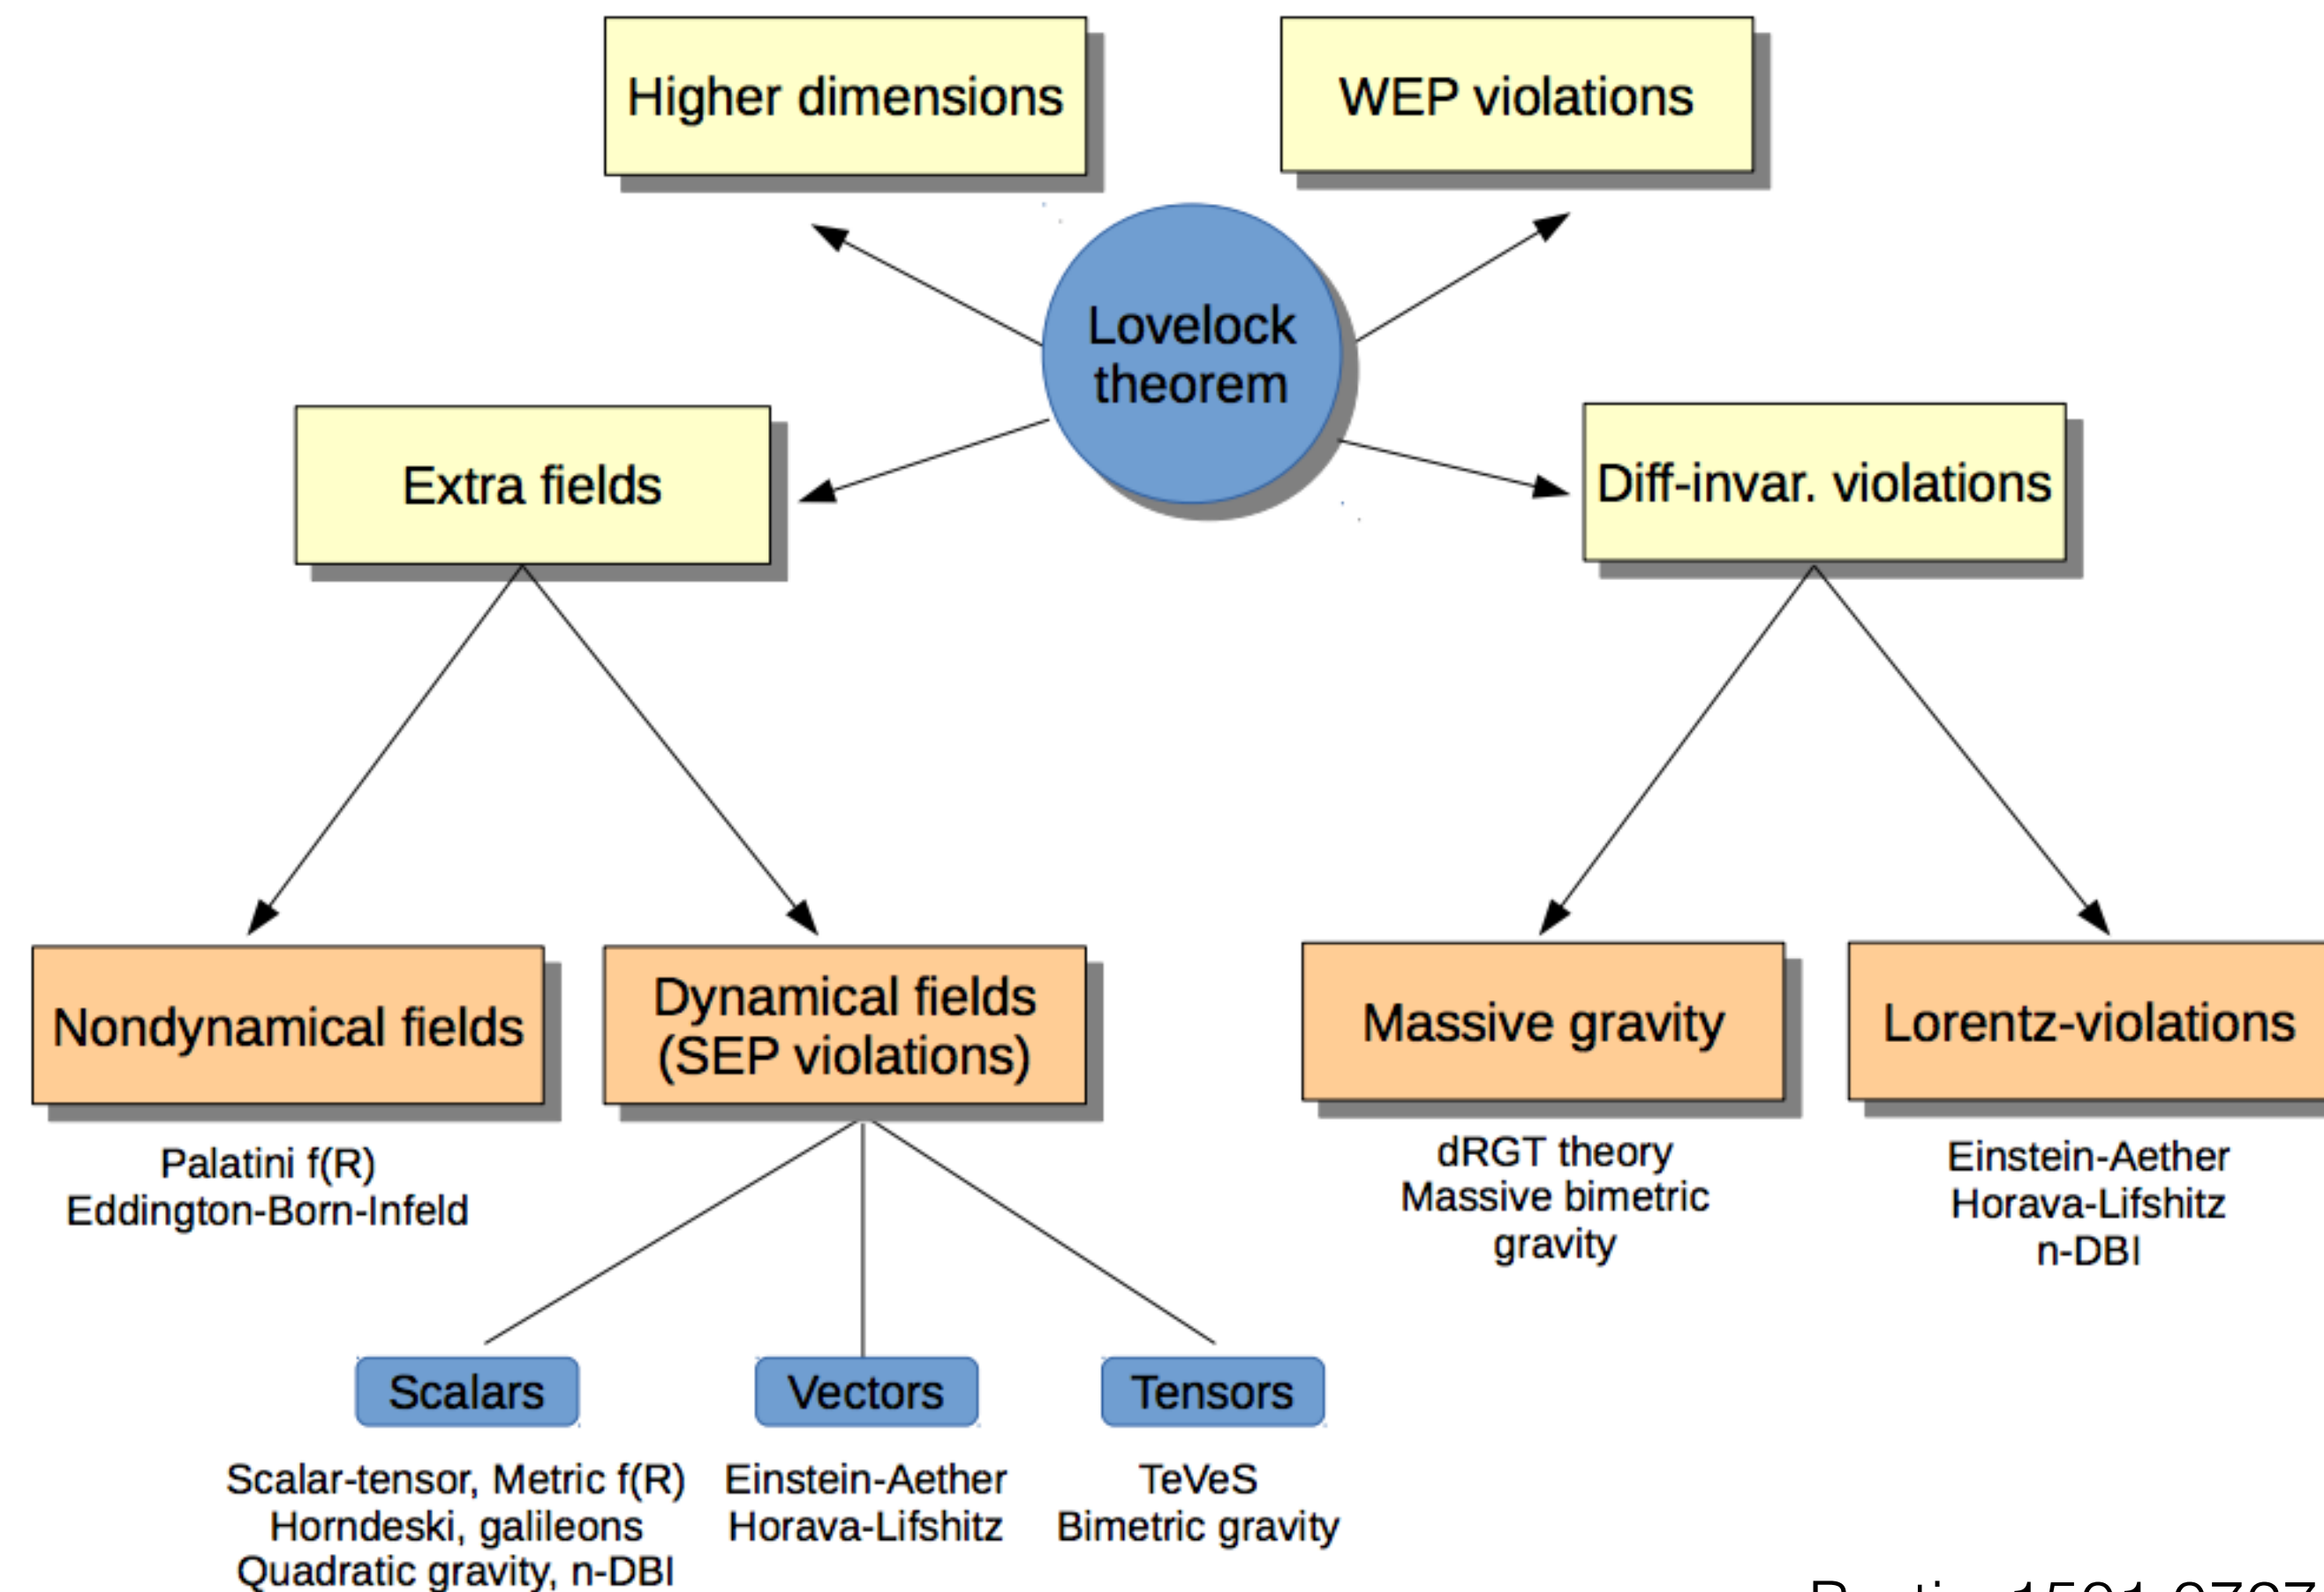 Higher dimensions
WEP violations
Lovelock
theorem
Extra fields
Diff-invar. violations
Nondynamical fields
Dynamical fields
(SEP violations)
Massive gravity
Lorentz-violations
Palatini f(R)
Eddington-Born-Infeld
dRGT theory
Massive bimetric
gravity
Einstein-Aether
Horava-Lifshitz
n-DBI
Scalars
Vectors
Tensors
Scalar-tensor, Metric f(R)
Horndeski, galileons
Quadratic gravity, n-DBI
Einstein-Aether
Horava-Lifshitz
TeVeS
Bimetric gravity